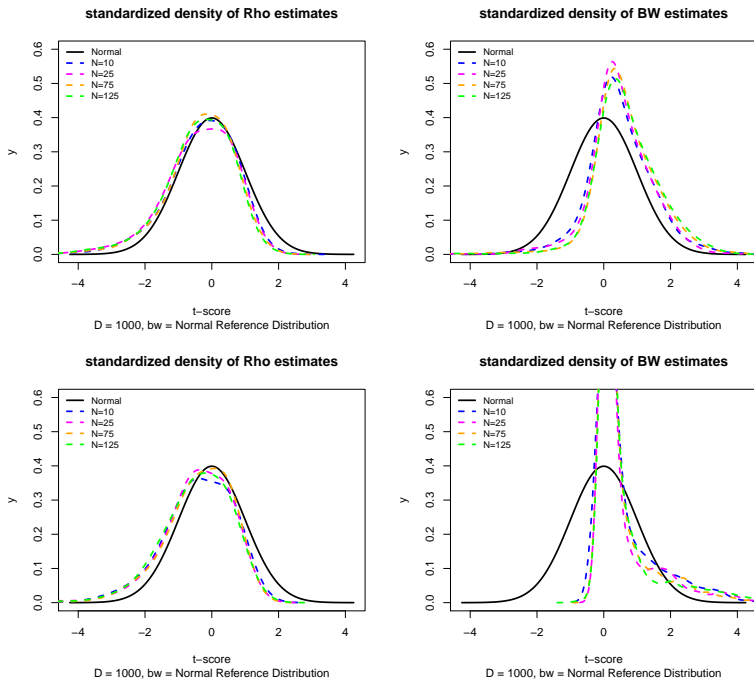 standardized density of Rho estimates
0.6
0.5
0.4
0.3
0.2
0.1
0.0
y
Normal
N=10
N=25
N=75
N=125
−4 −2 0 2 4
t−score
D = 1000, bw = Normal Reference Distribution
standardized density of BW estimates
0.6
0.5
0.4
0.3
0.2
0.1
0.0
y
Normal
N=10
N=25
N=75
N=125
−4 −2 0 2 4
t−score
D = 1000, bw = Normal Reference Distribution
standardized density of Rho estimates
0.6
0.5
0.4
0.3
0.2
0.1
0.0
y
Normal
N=10
N=25
N=75
N=125
−4 −2 0 2 4
t−score
D = 1000, bw = Normal Reference Distribution
standardized density of BW estimates
0.6
0.5
0.4
0.3
0.2
0.1
0.0
y
Normal
N=10
N=25
N=75
N=125
−4 −2 0 2 4
t−score
D = 1000, bw = Normal Reference Distribution